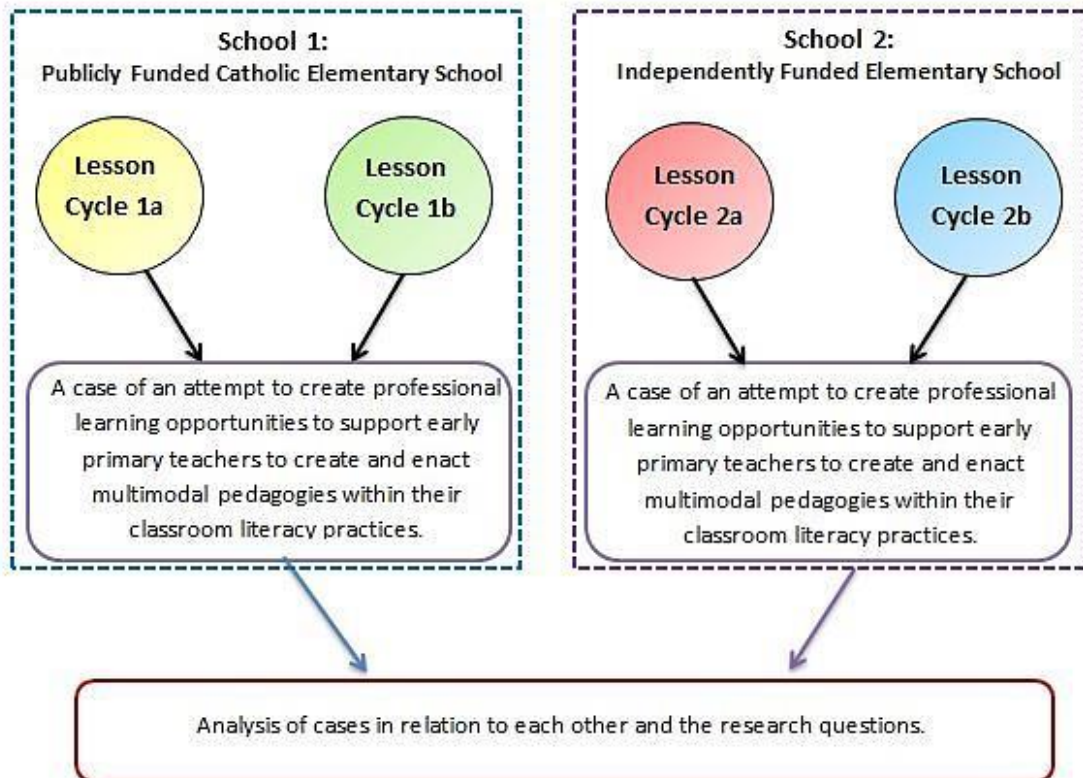 School 1:
Publicly Funded Catholic Elementary School
Lesson
Cycle 1a
Lesson
Cycle 1b
A case of an attempt to create professional
learning opportunities to support early
primary teachers to create and enact
multimodal pedagogies within their
classroom literacy practices.
School 2:
Independently Funded Elementary School
Lesson
Cycle 2a
Lesson
Cycle 2b
A case of an attempt to create professional
learning opportunities to support early
primary teachers to create and enact
multimodal pedagogies within their
classroom literacy practices.
Analysis of cases in relation to each other and the research questions.